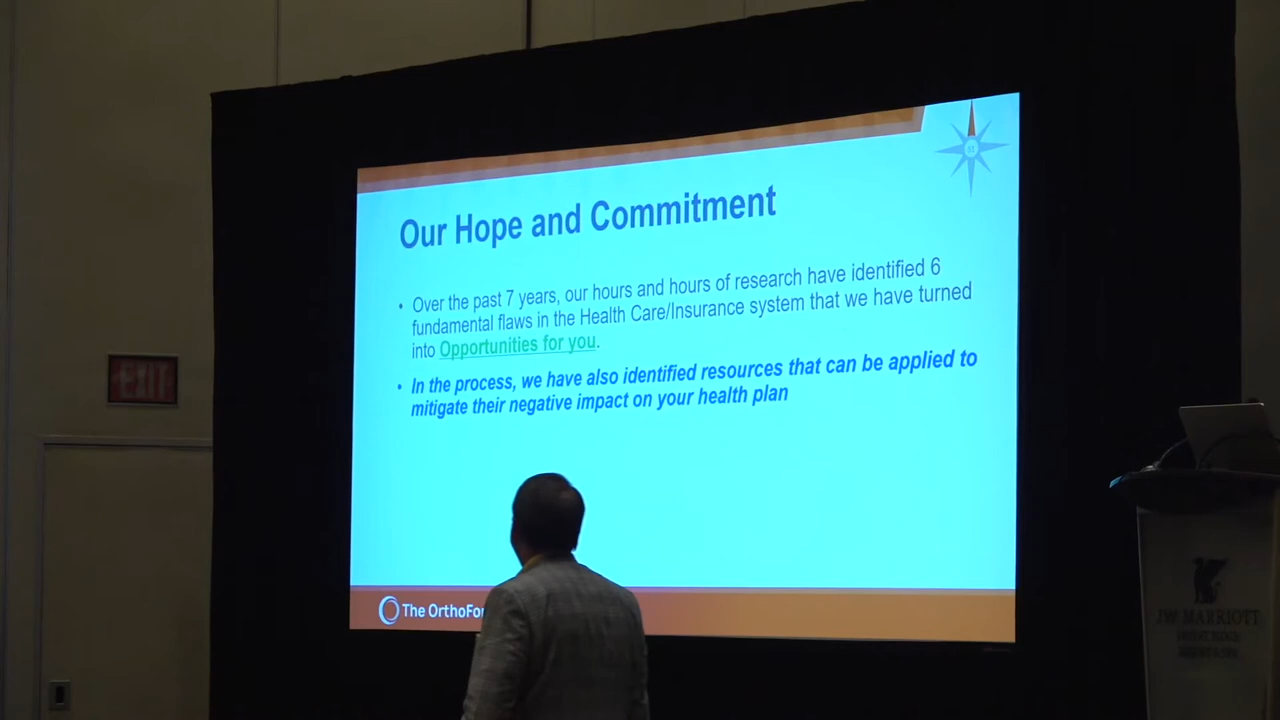 Our Hope and Commitment
• Over the past 7 years, our hours and hours of research have identified 6
fundamental flaws in the Health Care/Insurance system that we have turned
into Opportunities for you.
• In the process, we have also identified resources that can be applied to
mitigate their negative impact on your health plan
The OrthoFor
EXIT
JW MARRIOTT